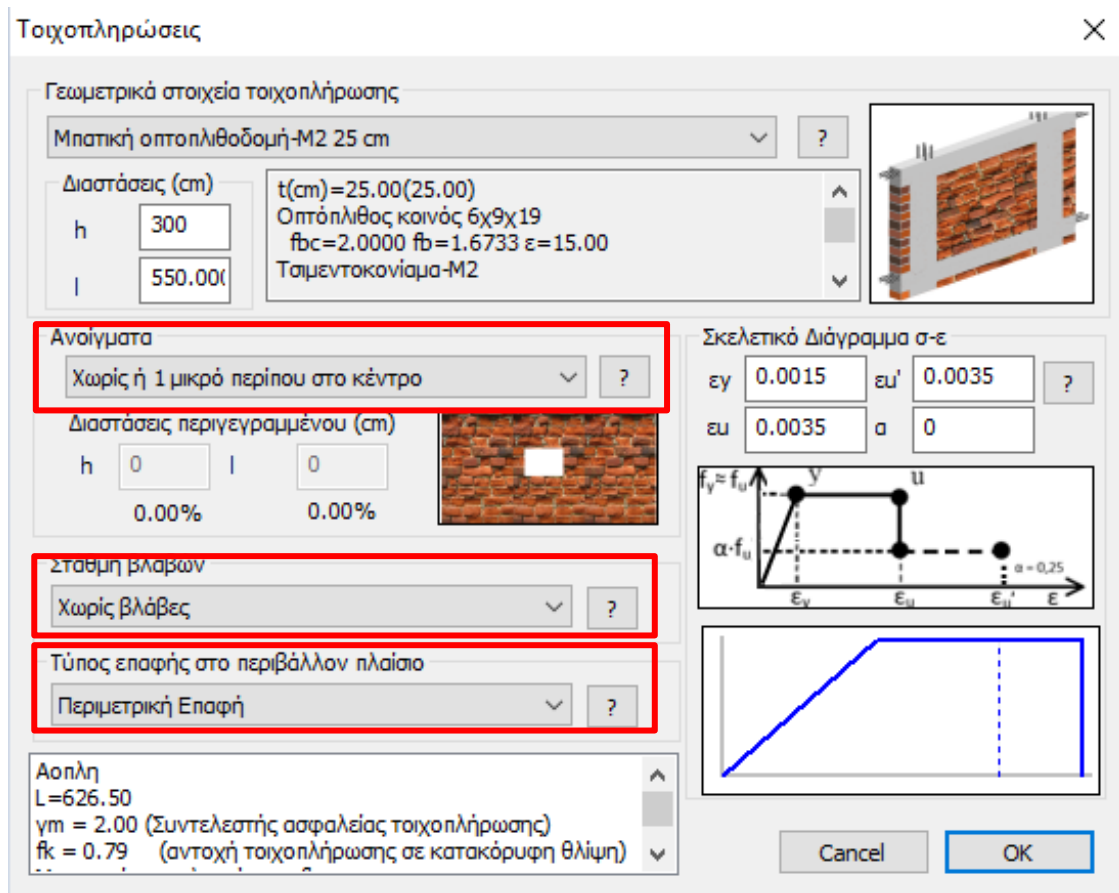 Τοιχοπληρώσεις
Γεωμετρικά στοιχεία τοιχοπλήρωσης
Μπατική οπτοπλιθοδομή-Μ2 25 cm
?
Διαστάσεις (cm)
h 300
l 550.000
t(cm)=25.00(25.00)
Οπτόπλιθος κοινός 6χ9χ19
fbc=2.0000 fb=1.6733 ε=15.00
Τσιμεντοκονίαμα-Μ2
Ανοίγματα
Χωρίς ή 1 μικρό περίπου στο κέντρο
?
Διαστάσεις περιγεγραμμένου (cm)
h 0 l 0
0.00% 0.00%
Στάθμη βλαβών
Χωρίς βλάβες
?
Τύπος επαφής στο περιβάλλον πλαίσιο
Περιμετρική Επαφή
?
Αοπλη
L=626.50
γm = 2.00 (Συντελεστής ασφαλείας τοιχοπλήρωσης)
fk = 0.79 (αντοχή τοιχοπλήρωσης σε κατακόρυφη θλίψη)
Σκελετικό Διάγραμμα σ-ε
εy 0.0015 εu' 0.0035 ?
εu 0.0035 α 0
fy≈fu y u
α·fu
α = 0,25
εy εu εu' ε
Cancel OK